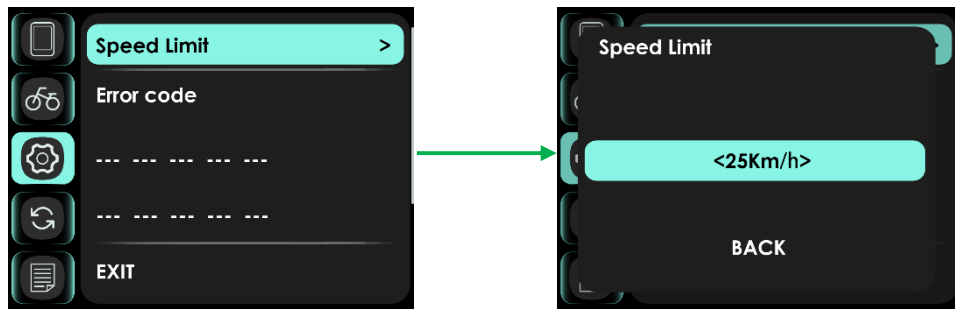 Speed Limit >
Error code
--- --- --- --- ---
--- --- --- --- ---
EXIT
Speed Limit
<25Km/h>
BACK